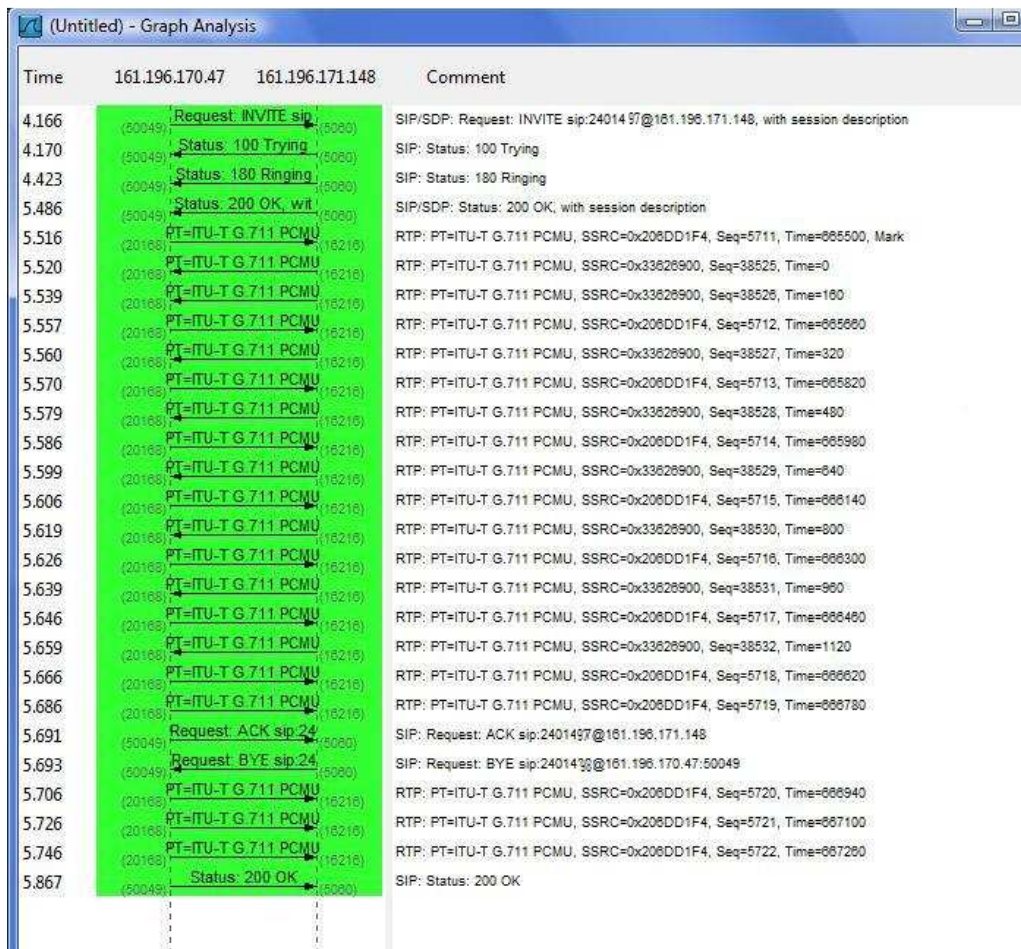 (Untitled) - Graph Analysis
Time 161.196.170.47 161.196.171.148 Comment
4.166 Request: INVITE sip (50049) (5060) SIP/SDP: Request: INVITE sip:24014 97@161.196.171.148, with session description
4.170 Status: 100 Trying (50049) (5060) SIP: Status: 100 Trying
4.423 Status: 180 Ringing (50049) (5060) SIP: Status: 180 Ringing
5.486 Status: 200 OK, wit (50049) (5060) SIP/SDP: Status: 200 OK, with session description
5.516 PT=ITU-T G.711 PCMU (20168) (16216) RTP: PT=ITU-T G.711 PCMU, SSRC=0x206DD1F4, Seq=5711, Time=665500, Mark
5.520 PT=ITU-T G.711 PCMU (20168) (16216) RTP: PT=ITU-T G.711 PCMU, SSRC=0x33626900, Seq=38525, Time=0
5.539 PT=ITU-T G.711 PCMU (20168) (16216) RTP: PT=ITU-T G.711 PCMU, SSRC=0x33626900, Seq=38526, Time=160
5.557 PT=ITU-T G.711 PCMU (20168) (16216) RTP: PT=ITU-T G.711 PCMU, SSRC=0x206DD1F4, Seq=5712, Time=665660
5.560 PT=ITU-T G.711 PCMU (20168) (16216) RTP: PT=ITU-T G.711 PCMU, SSRC=0x33626900, Seq=38527, Time=320
5.570 PT=ITU-T G.711 PCMU (20168) (16216) RTP: PT=ITU-T G.711 PCMU, SSRC=0x206DD1F4, Seq=5713, Time=665820
5.579 PT=ITU-T G.711 PCMU (20168) (16216) RTP: PT=ITU-T G.711 PCMU, SSRC=0x33626900, Seq=38528, Time=480
5.586 PT=ITU-T G.711 PCMU (20168) (16216) RTP: PT=ITU-T G.711 PCMU, SSRC=0x206DD1F4, Seq=5714, Time=665980
5.599 PT=ITU-T G.711 PCMU (20168) (16216) RTP: PT=ITU-T G.711 PCMU, SSRC=0x33626900, Seq=38529, Time=640
5.606 PT=ITU-T G.711 PCMU (20168) (16216) RTP: PT=ITU-T G.711 PCMU, SSRC=0x206DD1F4, Seq=5715, Time=666140
5.619 PT=ITU-T G.711 PCMU (20168) (16216) RTP: PT=ITU-T G.711 PCMU, SSRC=0x33626900, Seq=38530, Time=800
5.626 PT=ITU-T G.711 PCMU (20168) (16216) RTP: PT=ITU-T G.711 PCMU, SSRC=0x206DD1F4, Seq=5716, Time=666300
5.639 PT=ITU-T G.711 PCMU (20168) (16216) RTP: PT=ITU-T G.711 PCMU, SSRC=0x33626900, Seq=38531, Time=960
5.646 PT=ITU-T G.711 PCMU (20168) (16216) RTP: PT=ITU-T G.711 PCMU, SSRC=0x206DD1F4, Seq=5717, Time=666460
5.659 PT=ITU-T G.711 PCMU (20168) (16216) RTP: PT=ITU-T G.711 PCMU, SSRC=0x33626900, Seq=38532, Time=1120
5.666 PT=ITU-T G.711 PCMU (20168) (16216) RTP: PT=ITU-T G.711 PCMU, SSRC=0x206DD1F4, Seq=5718, Time=666620
5.686 PT=ITU-T G.711 PCMU (20168) (16216) RTP: PT=ITU-T G.711 PCMU, SSRC=0x206DD1F4, Seq=5719, Time=666780
5.691 Request: ACK sip:24 (50049) (5060) SIP: Request: ACK sip:2401497@161.196.171.148
5.693 Request: BYE sip:24 (50049) (5060) SIP: Request: BYE
5.706 PT=ITU-T G.711 PCMU (20168) (16216) RTP: PT=ITU-T G.711 PCMU, SSRC=0x206DD1F4, Seq=5720, Time=666940
5.726 PT=ITU-T G.711 PCMU (20168) (16216) RTP: PT=ITU-T G.711 PCMU, SSRC=0x206DD1F4, Seq=5721, Time=667100
5.746 PT=ITU-T G.711 PCMU (20168) (16216) RTP: PT=ITU-T G.711 PCMU, SSRC=0x206DD1F4, Seq=5722, Time=667260
5.867 Status: 200 OK (50049) (5060) SIP: Status: 200 OK